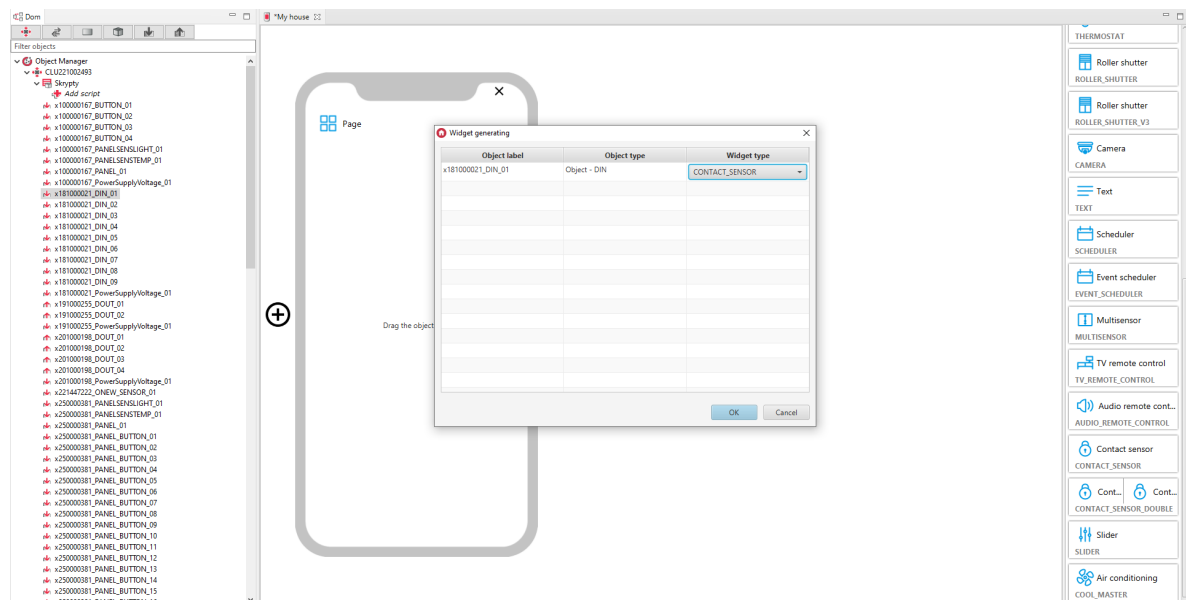 Dom
Filter objects
Object Manager
CLU221002493
Skrypty
Add script
x100000167_BUTTON_01
x100000167_BUTTON_02
x100000167_BUTTON_03
x100000167_BUTTON_04
x100000167_PANELSENSLIGHT_01
x100000167_PANELSENSTEMP_01
x100000167_PANEL_01
x100000167_PowerSupplyVoltage_01
x181000021_DIN_01
x181000021_DIN_02
x181000021_DIN_03
x181000021_DIN_04
x181000021_DIN_05
x181000021_DIN_06
x181000021_DIN_07
x181000021_DIN_08
x181000021_DIN_09
x181000021_PowerSupplyVoltage_01
x191000255_DOUT_01
x191000255_DOUT_02
x191000255_PowerSupplyVoltage_01
x201000198_DOUT_01
x201000198_DOUT_02
x201000198_DOUT_03
x201000198_DOUT_04
x201000198_PowerSupplyVoltage_01
x221447222_ONEW_SENSOR_01
x250000381_PANELSENSLIGHT_01
x250000381_PANELSENSTEMP_01
x250000381_PANEL_01
x250000381_PANEL_BUTTON_01
x250000381_PANEL_BUTTON_02
x250000381_PANEL_BUTTON_03
x250000381_PANEL_BUTTON_04
x250000381_PANEL_BUTTON_05
x250000381_PANEL_BUTTON_06
x250000381_PANEL_BUTTON_07
x250000381_PANEL_BUTTON_08
x250000381_PANEL_BUTTON_09
x250000381_PANEL_BUTTON_10
x250000381_PANEL_BUTTON_11
x250000381_PANEL_BUTTON_12
x250000381_PANEL_BUTTON_13
x250000381_PANEL_BUTTON_14
x250000381_PANEL_BUTTON_15
*My house
Page
Drag the object
Widget generating
Object label Object type Widget type
x181000021_DIN_01 Object - DIN CONTACT_SENSOR
OK Cancel
THERMOSTAT
Roller shutter
ROLLER_SHUTTER
Roller shutter
ROLLER_SHUTTER_V3
Camera
CAMERA
Text
TEXT
Scheduler
SCHEDULER
Event scheduler
EVENT_SCHEDULER
Multisensor
MULTISENSOR
TV remote control
TV_REMOTE_CONTROL
Audio remote cont...
AUDIO_REMOTE_CONTROL
Contact sensor
CONTACT_SENSOR
Cont... Cont...
CONTACT_SENSOR_DOUBLE
Slider
SLIDER
Air conditioning
COOL_MASTER